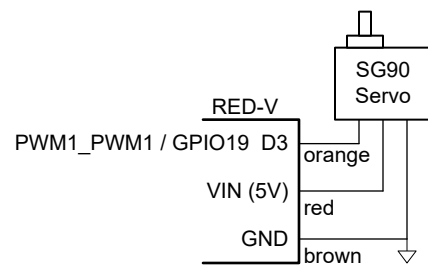 SG90
Servo
RED-V
PWM1_PWM1 / GPIO19 D3
orange
VIN (5V)
red
GND
brown